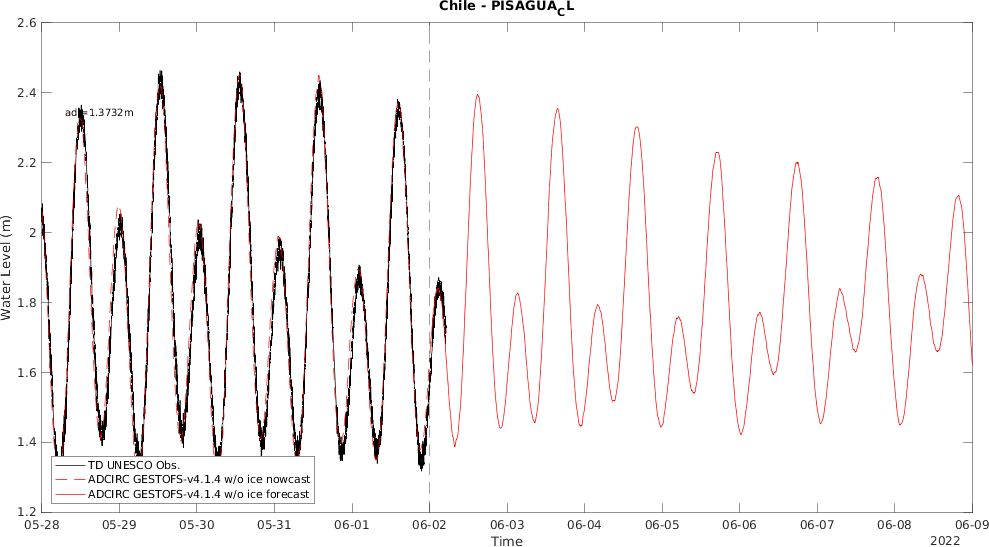 Chile - PISAGUA_CL
2.6
2.4
2.2
2
1.8
1.6
1.4
1.2
Water Level (m)
adj=1.3732m
TD UNESCO Obs.
ADCIRC GESTOFS-v4.1.4 w/o ice nowcast
ADCIRC GESTOFS-v4.1.4 w/o ice forecast
05-28 05-29 05-30 05-31 06-01 06-02 06-03 06-04 06-05 06-06 06-07 06-08 06-09
Time
2022